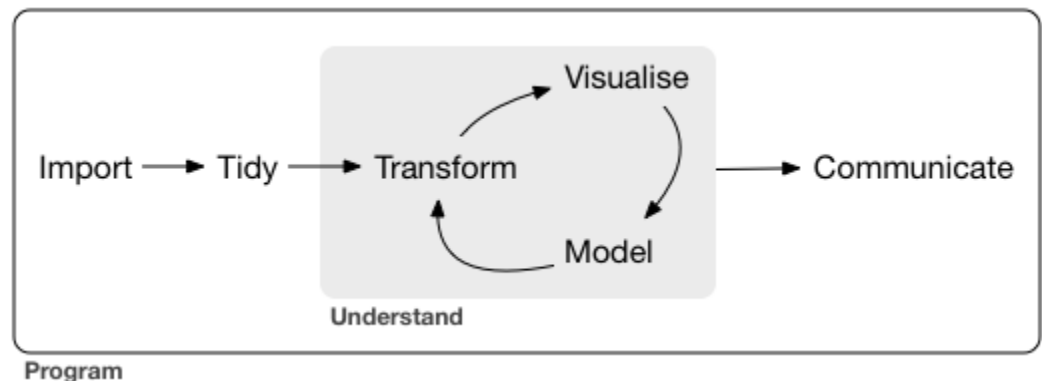 Visualise
Import
Tidy
Transform
Communicate
Model
Understand
Program